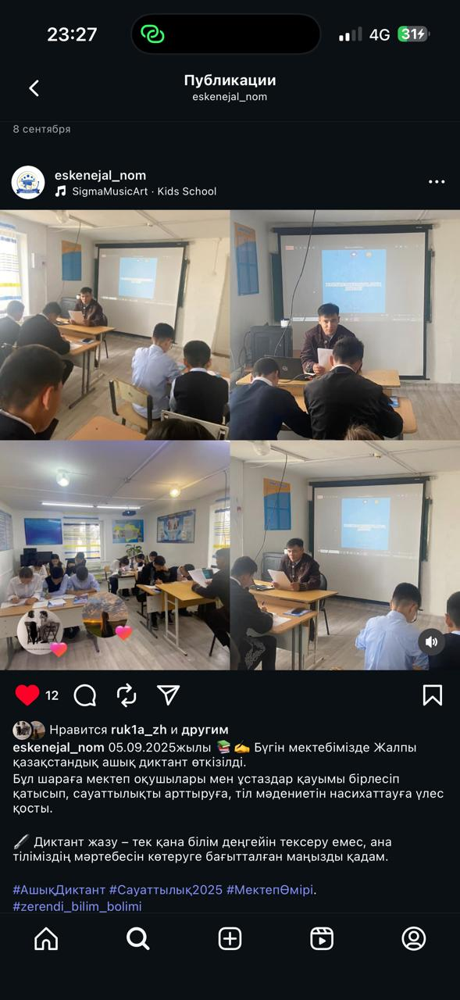 23:27
4G
31
Публикации
eskenejal_nom
8 сентября
eskenejal_nom
SigmaMusicArt · Kids School
12
Нравится ruk1a_zh и другим
eskenejal_nom 05.09.2025жылы 📚✍️ Бүгін мектебімізде Жалпы
қазақстандық ашық диктант өткізілді.
Бұл шараға мектеп оқушылары мен ұстаздар қауымы бірлесіп
қатысып, сауаттылықты арттыруға, тіл мәдениетін насихаттауға үлес
қосты.
🖊️ Диктант жазу – тек қана білім деңгейін тексеру емес, ана
тіліміздің мәртебесін көтеруге бағытталған маңызды қадам.
#АшықДиктант #Сауаттылық2025 #МектепӨмірі.
#zerendi_bilim_bolimi